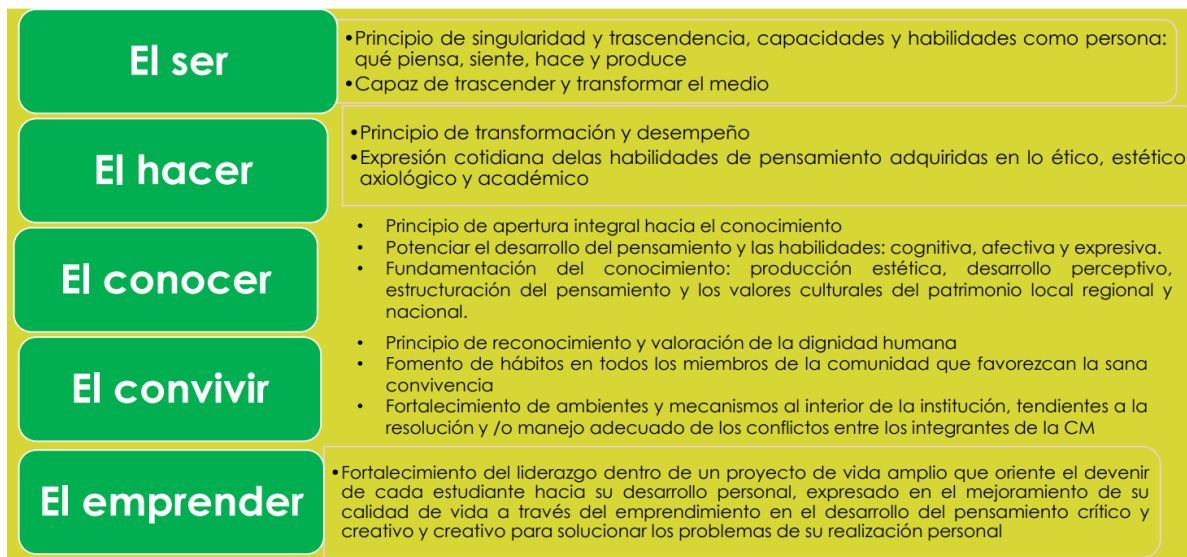 El ser
•Principio de singularidad y trascendencia, capacidades y habilidades como persona:
qué piensa, siente, hace y produce
•Capaz de trascender y transformar el medio
El hacer
•Principio de transformación y desempeño
•Expresión cotidiana delas habilidades de pensamiento adquiridas en lo ético, estético
axiológico y académico
El conocer
• Principio de apertura integral hacia el conocimiento
• Potenciar el desarrollo del pensamiento y las habilidades: cognitiva, afectiva y expresiva.
• Fundamentación del conocimiento: producción estética, desarrollo perceptivo,
estructuración del pensamiento y los valores culturales del patrimonio local regional y
nacional.
El convivir
• Principio de reconocimiento y valoración de la dignidad humana
• Fomento de hábitos en todos los miembros de la comunidad que favorezcan la sana
convivencia
• Fortalecimiento de ambientes y mecanismos al interior de la institución, tendientes a la
resolución y /o manejo adecuado de los conflictos entre los integrantes de la CM
El emprender
•Fortalecimiento del liderazgo dentro de un proyecto de vida amplio que oriente el devenir
de cada estudiante hacia su desarrollo personal, expresado en el mejoramiento de su
calidad de vida a través del emprendimiento en el desarrollo del pensamiento crítico y
creativo y creativo para solucionar los problemas de su realización personal